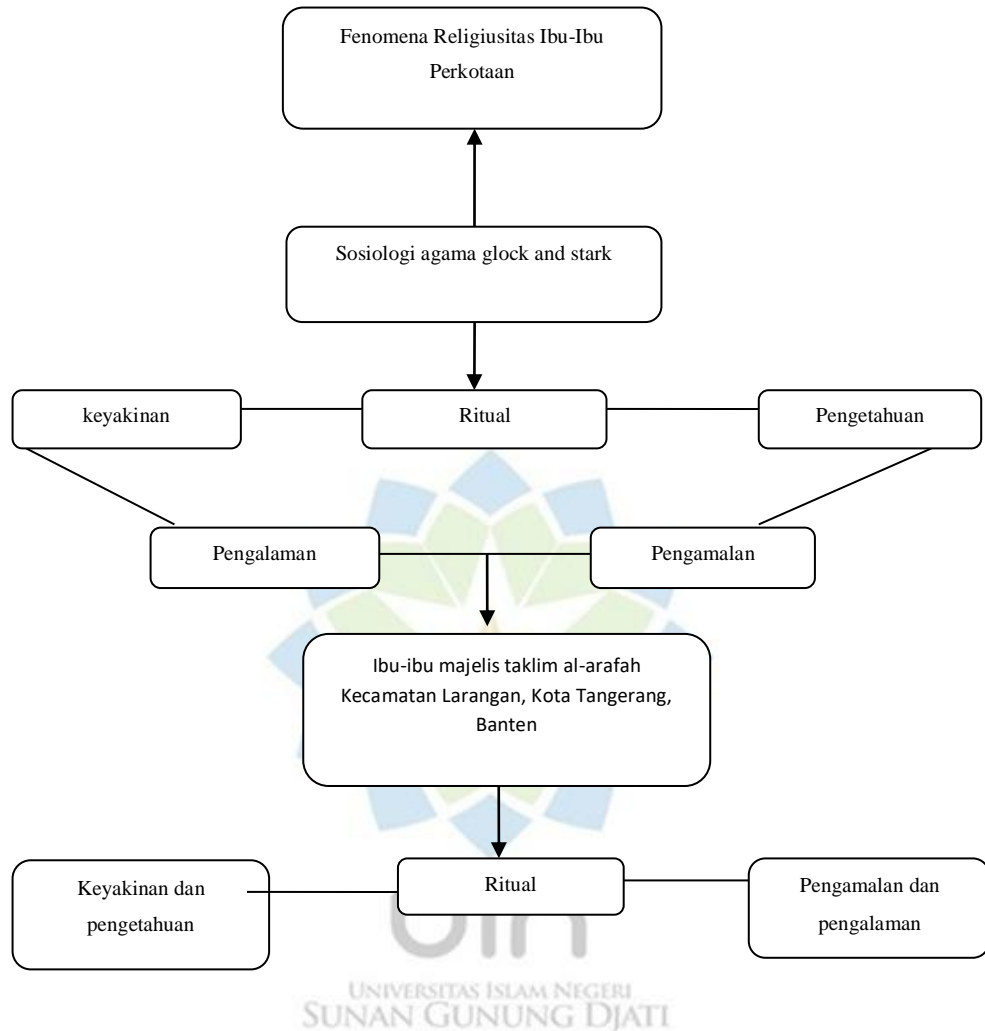 Fenomena Religiusitas Ibu-Ibu
Perkotaan
Sosiologi agama glock and stark
keyakinan
Ritual
Pengetahuan
Pengalaman
Pengamalan
Ibu-ibu majelis taklim al-arafah
Kecamatan Larangan, Kota Tangerang,
Banten
Keyakinan dan
pengetahuan
Ritual
Pengamalan dan
pengalaman
uin
UNIVERSITAS ISLAM NEGERI
SUNAN GUNUNG DJATI